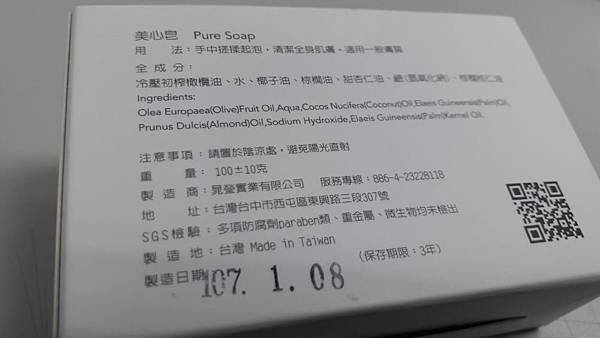 美心皂 Pure Soap
用 法：手中搓揉起泡，清潔全身肌膚，適用一般膚質
全成分：
冷壓初榨橄欖油、水、椰子油、棕櫚油、甜杏仁油、鹼(氫氧化鈉)、棕櫚核仁油
Ingredients:
Olea Europaea(Olive)Fruit Oil,Aqua,Cocos Nucifera(Coconut)Oil,Elaeis Guineensis(Palm)Oil,
Prunus Dulcis(Almond)Oil,Sodium Hydroxide,Elaeis Guineensis(Palm)Kernel Oil.
注意事項：請置於陰涼處，避免陽光直射
重 量：100±10克
製造商：晁瑩實業有限公司 服務專線：886-4-23228118
地 址：台灣台中市西屯區東興路三段307號
SGS檢驗：多項防腐劑paraben類、重金屬、微生物均未檢出
製造地：台灣 Made in Taiwan
製造日期 107. 1. 08 （保存期限：3年）